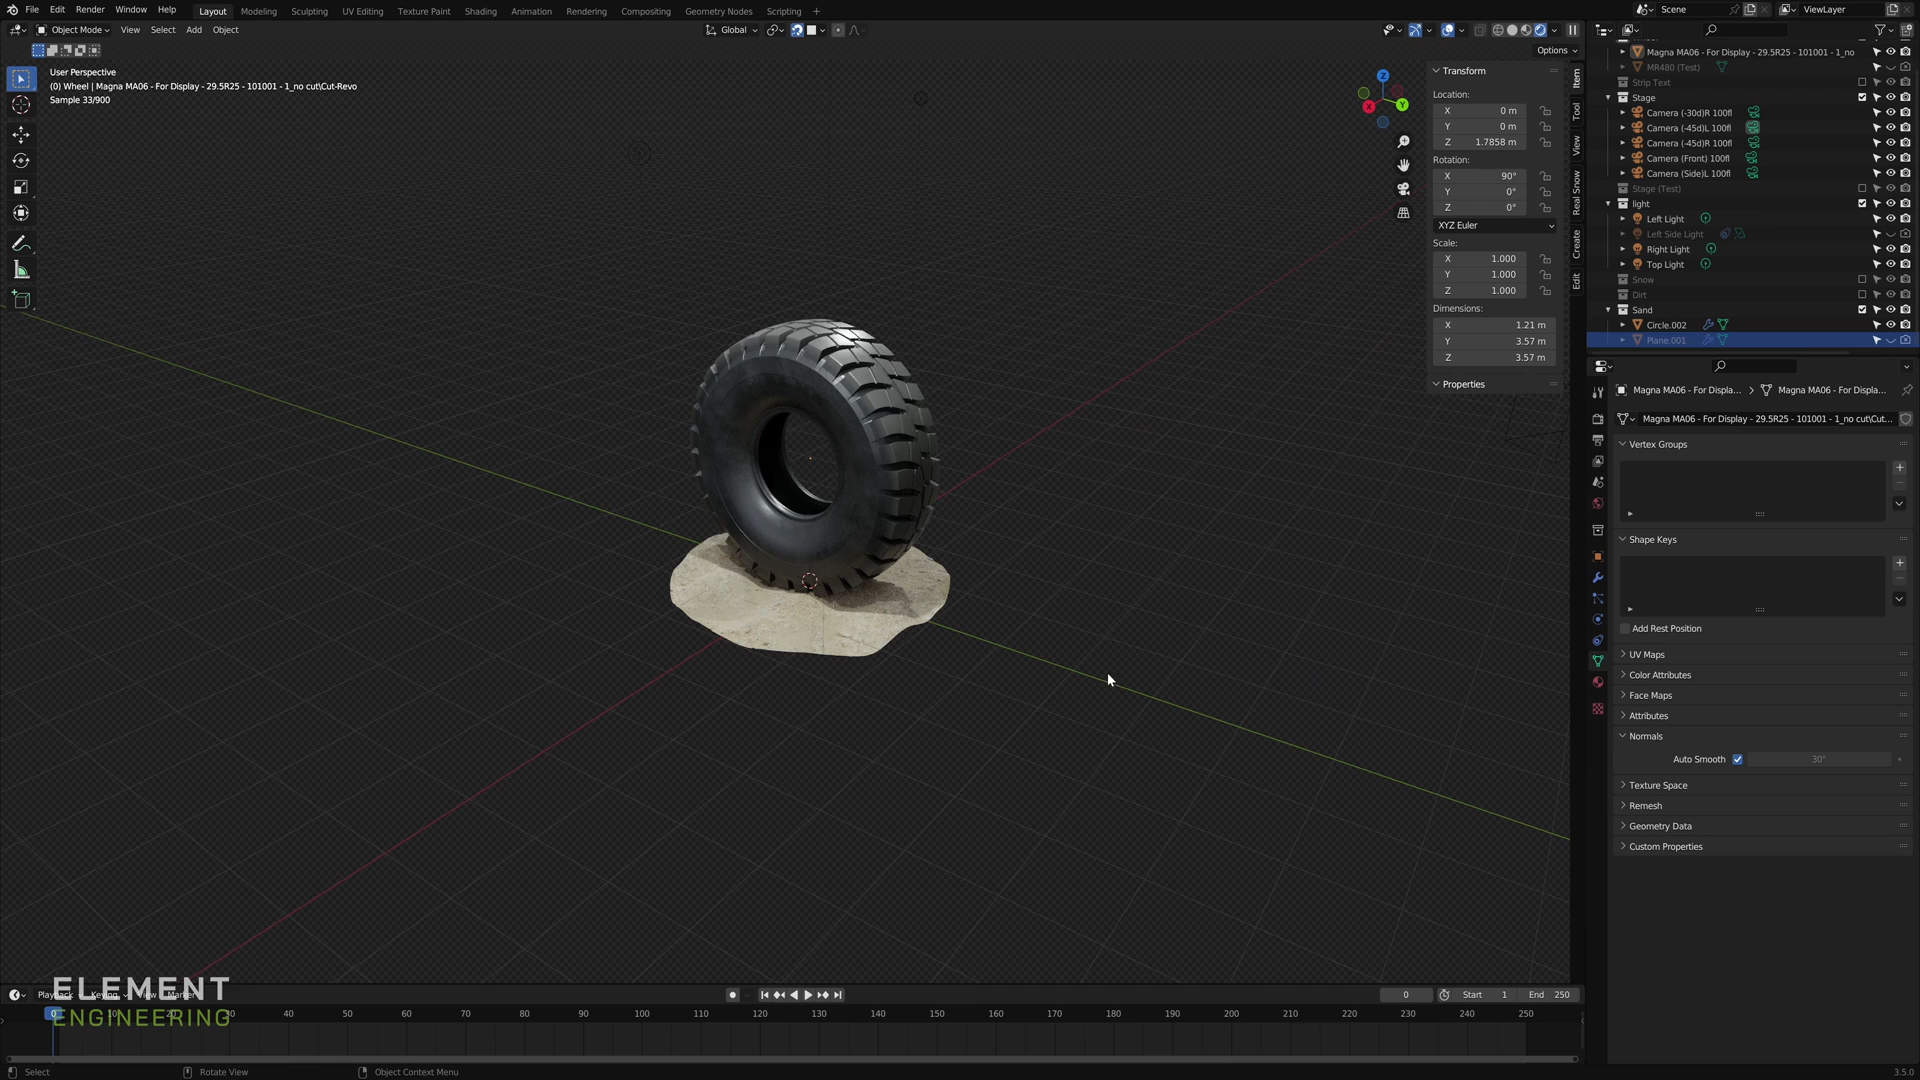 File Edit Render Window Help Layout Modeling Sculpting UV Editing Texture Paint Shading Animation Rendering Compositing Geometry Nodes Scripting + Scene ViewLayer
Object Mode View Select Add Object Global
Options
User Perspective
(0) Wheel | Magna MA06 - For Display - 29.5R25 - 101001 - 1_no cut\Cut-Revo
Sample 33/900
Z
X
Y
Transform
Location:
X 0 m
Y 0 m
Z 1.7858 m
Rotation:
X 90°
Y 0°
Z 0°
XYZ Euler
Scale:
X 1.000
Y 1.000
Z 1.000
Dimensions:
X 1.21 m
Y 3.57 m
Z 3.57 m
Properties
Item
Tool
View
Real Snow
Create
Edit
Magna MA06 - For Display - 29.5R25 - 101001 - 1_no
MR480 (Test)
Strip Text
Stage
Camera (-30d)R 100fl
Camera (-45d)L 100fl
Camera (-45d)R 100fl
Camera (Front) 100fl
Camera (Side)L 100fl
Stage (Test)
light
Left Light
Left Side Light
Right Light
Top Light
Snow
Dirt
Sand
Circle.002
Plane.001
Magna MA06 - For Displa... > Magna MA06 - For Displa...
Magna MA06 - For Display - 29.5R25 - 101001 - 1_no cut\Cut...
Vertex Groups
Shape Keys
Add Rest Position
UV Maps
Color Attributes
Face Maps
Attributes
Normals
Auto Smooth 30°
Texture Space
Remesh
Geometry Data
Custom Properties
ELEMENT
ENGINEERING
Playback Keying View Marker 0 Start 1 End 250
0 10 20 30 40 50 60 70 80 90 100 110 120 130 140 150 160 170 180 190 200 210 220 230 240 250
Select Rotate View Object Context Menu 3.5.0